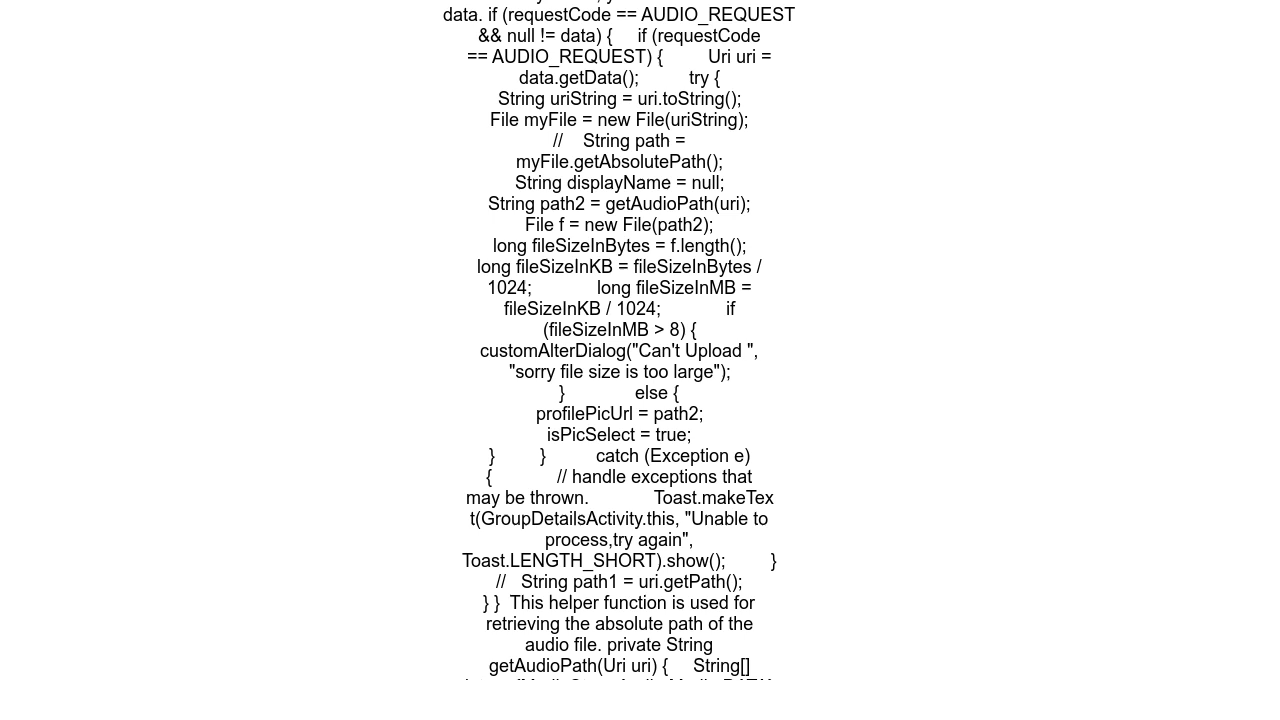 data. if (requestCode == AUDIO_REQUEST
&& null != data) {     if (requestCode
== AUDIO_REQUEST) {         Uri uri =
data.getData();          try {
String uriString = uri.toString();
File myFile = new File(uriString);
//    String path =
myFile.getAbsolutePath();
String displayName = null;
String path2 = getAudioPath(uri);
File f = new File(path2);
long fileSizeInBytes = f.length();
long fileSizeInKB = fileSizeInBytes /
1024;             long fileSizeInMB =
fileSizeInKB / 1024;             if
(fileSizeInMB > 8) {
customAlterDialog("Can't Upload ",
"sorry file size is too large");
}              else {
profilePicUrl = path2;
isPicSelect = true;
}         }          catch (Exception e)
{             // handle exceptions that
may be thrown.             Toast.makeTex
t(GroupDetailsActivity.this, "Unable to
process,try again",
Toast.LENGTH_SHORT).show();         }
//   String path1 = uri.getPath();
} }  This helper function is used for
retrieving the absolute path of the
audio file. private String
getAudioPath(Uri uri) {     String[]